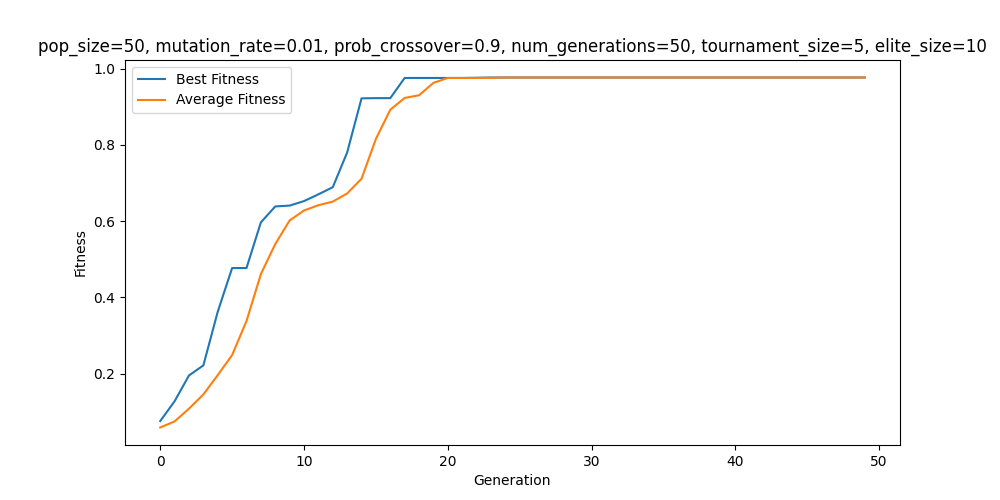 pop_size=50, mutation_rate=0.01, prob_crossover=0.9, num_generations=50, tournament_size=5, elite_size=10
Best Fitness
Average Fitness
1.0
0.8
0.6
0.4
0.2
Fitness
0 10 20 30 40 50
Generation